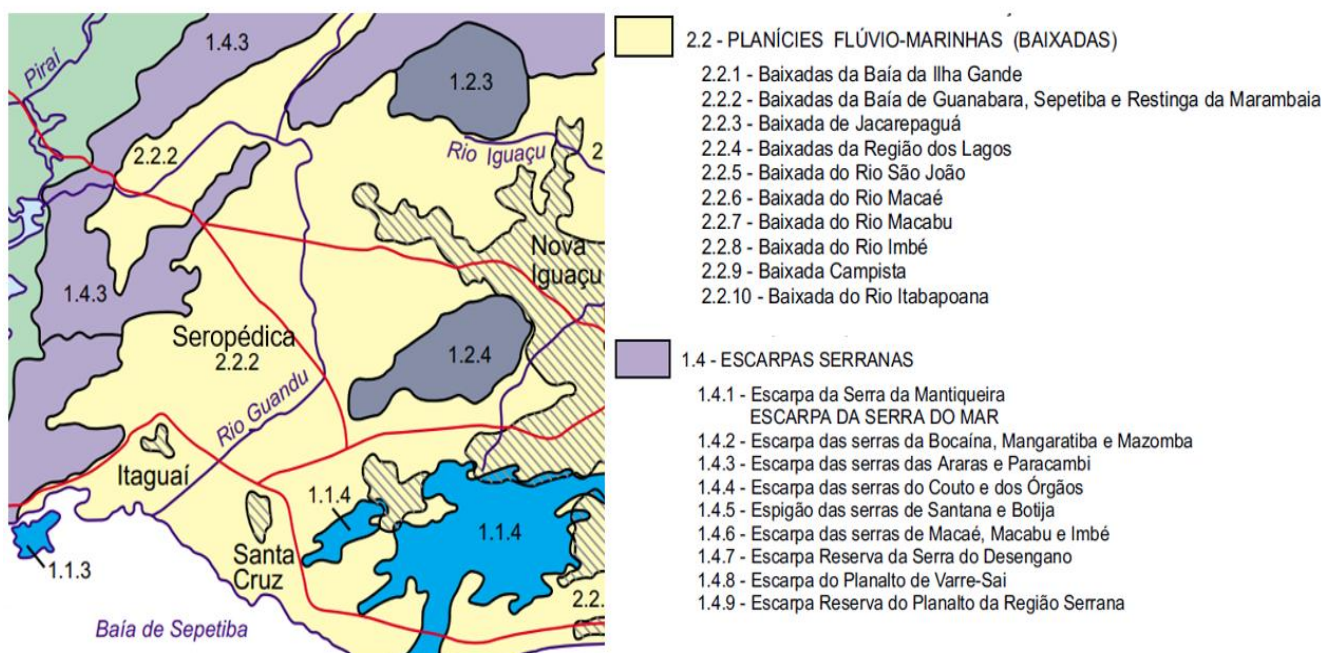 1.4.3
Piraí
1.2.3
2.2.2
Rio Iguaçu
2
Nova
Iguaçu
1.4.3
Seropédica
2.2.2
1.2.4
Rio Guandu
Itaguaí
1.1.4
1.1.4
Santa
Cruz
1.1.3
2.2.
Baía de Sepetiba
2.2 - PLANÍCIES FLÚVIO-MARINHAS (BAIXADAS)
2.2.1 - Baixadas da Baía da Ilha Gande
2.2.2 - Baixadas da Baía de Guanabara, Sepetiba e Restinga da Marambaia
2.2.3 - Baixada de Jacarepaguá
2.2.4 - Baixadas da Região dos Lagos
2.2.5 - Baixada do Rio São João
2.2.6 - Baixada do Rio Macaé
2.2.7 - Baixada do Rio Macabu
2.2.8 - Baixada do Rio Imbé
2.2.9 - Baixada Campista
2.2.10 - Baixada do Rio Itabapoana
1.4 - ESCARPAS SERRANAS
1.4.1 - Escarpa da Serra da Mantiqueira
ESCARPA DA SERRA DO MAR
1.4.2 - Escarpa das serras da Bocaína, Mangaratiba e Mazomba
1.4.3 - Escarpa das serras das Araras e Paracambi
1.4.4 - Escarpa das serras do Couto e dos Órgãos
1.4.5 - Espigão das serras de Santana e Botija
1.4.6 - Escarpa das serras de Macaé, Macabu e Imbé
1.4.7 - Escarpa Reserva da Serra do Desengano
1.4.8 - Escarpa do Planalto de Varre-Sai
1.4.9 - Escarpa Reserva do Planalto da Região Serrana